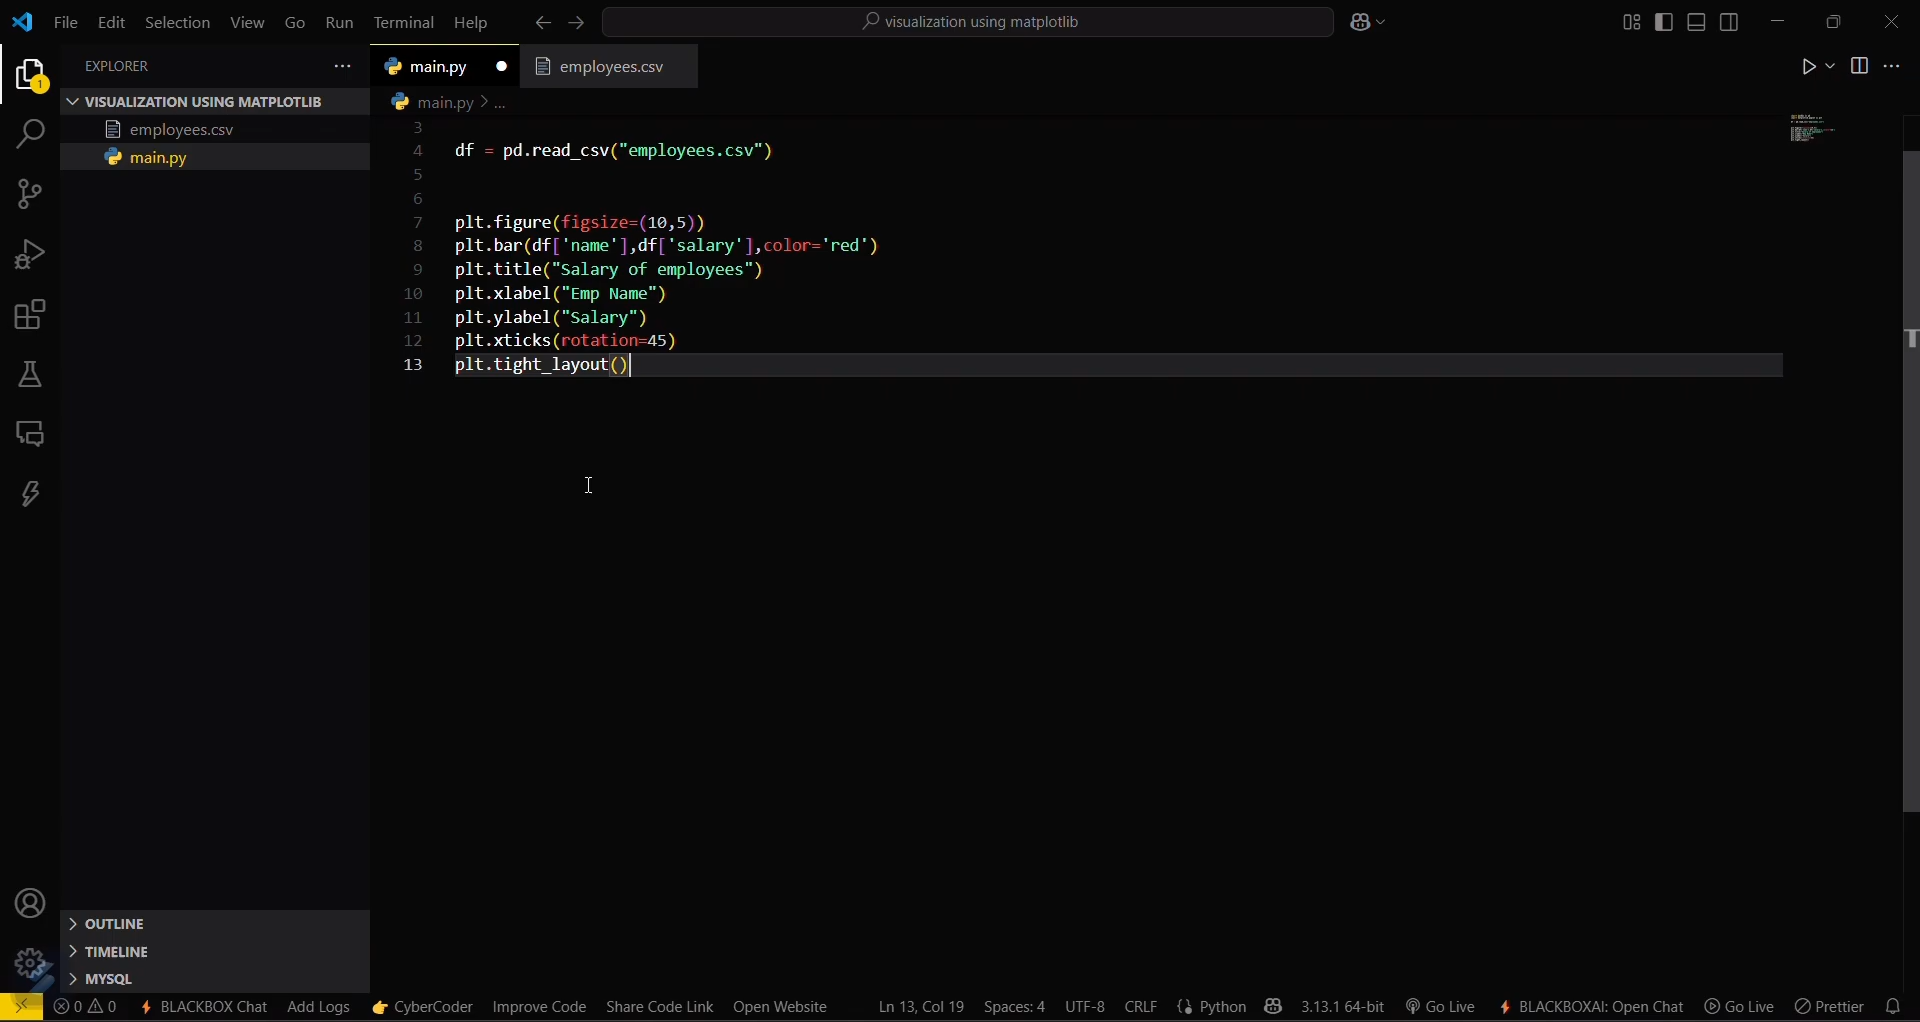 File Edit Selection View Go Run Terminal Help
visualization using matplotlib
EXPLORER
main.py
employees.csv
VISUALIZATION USING MATPLOTLIB
main.py > ...
1
employees.csv
main.py
3
4 df = pd.read_csv("employees.csv")
5
6
7 plt.figure(figsize=(10,5))
8 plt.bar(df['name'],df['salary'],color='red')
9 plt.title("Salary of employees")
10 plt.xlabel("Emp Name")
11 plt.ylabel("Salary")
12 plt.xticks(rotation=45)
13 plt.tight_layout()
OUTLINE
TIMELINE
MYSQL
0 0 BLACKBOX Chat Add Logs CyberCoder Improve Code Share Code Link Open Website Ln 13, Col 19 Spaces: 4 UTF-8 CRLF {} Python 3.13.1 64-bit Go Live BLACKBOXAI: Open Chat Go Live Prettier